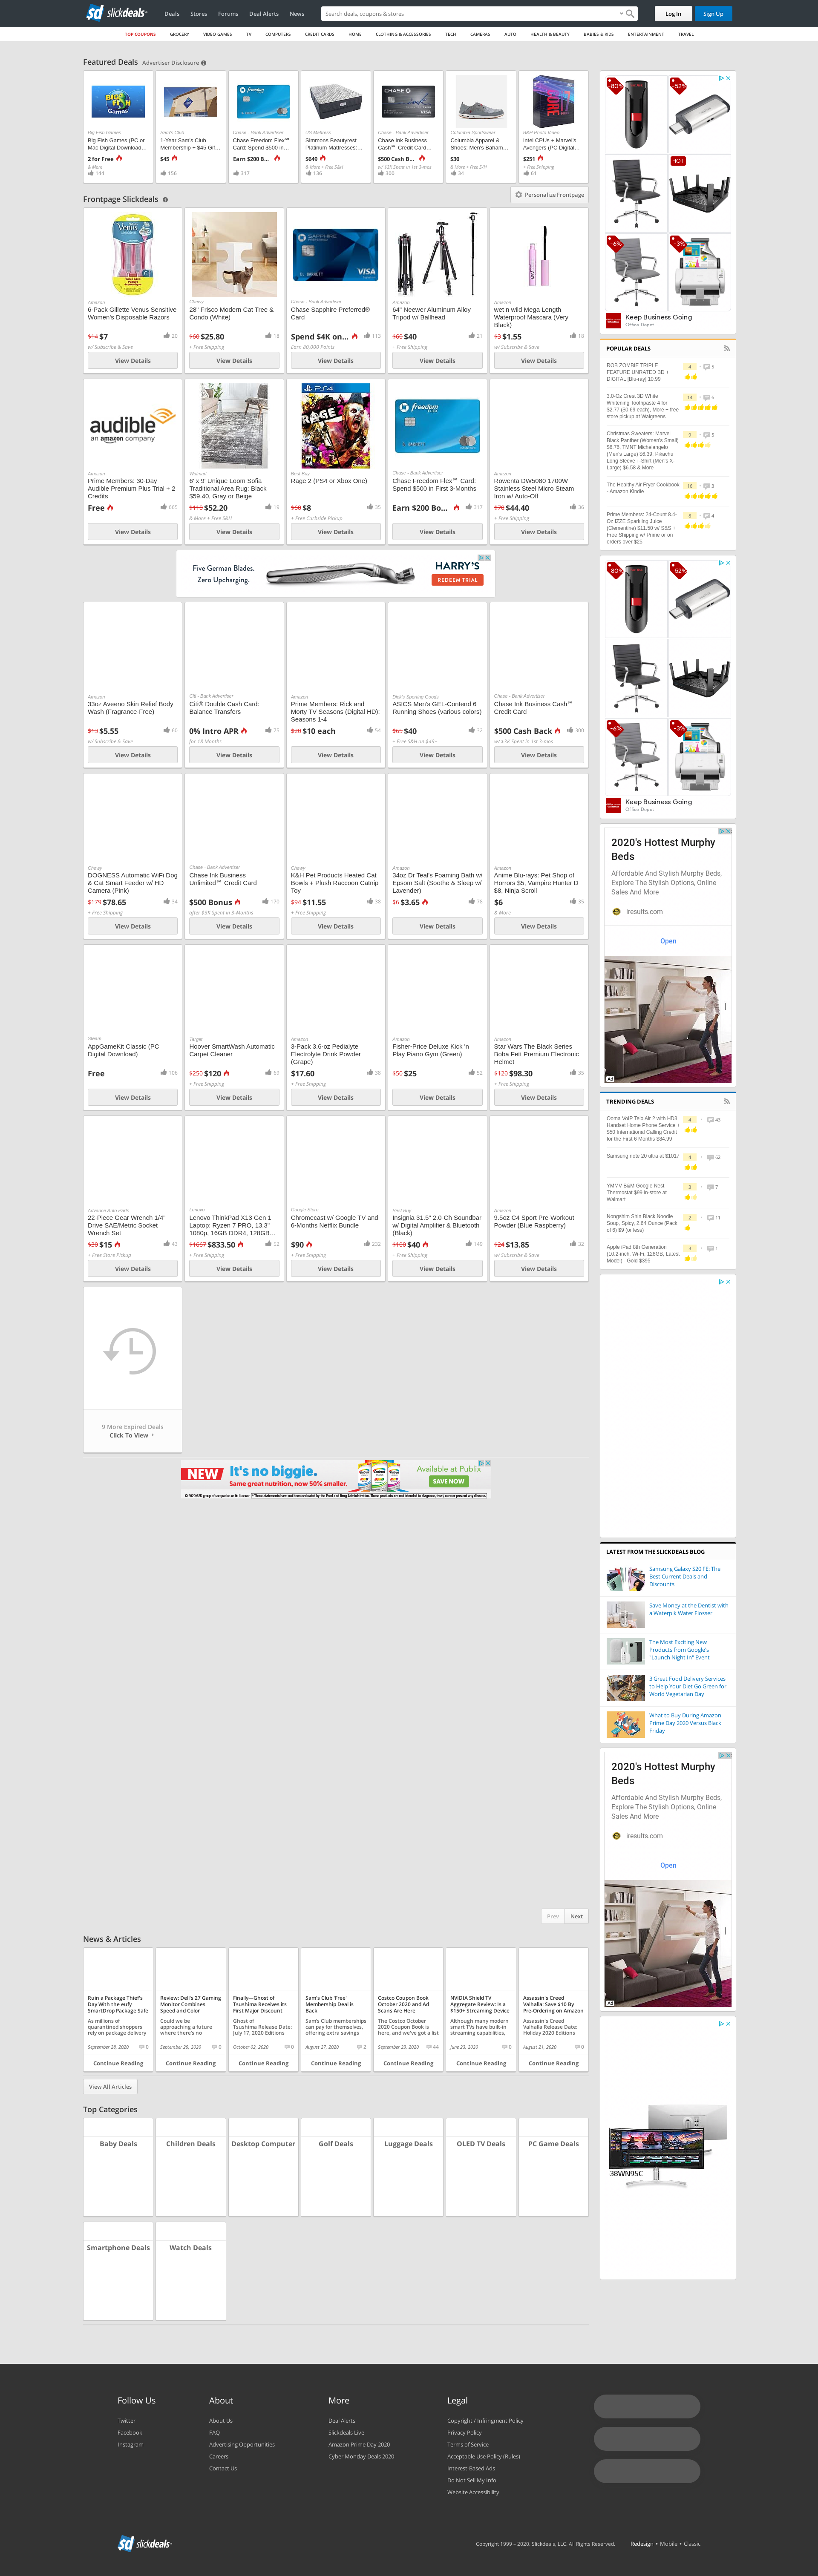 slickdeals
Deals Stores Forums Deal Alerts News
Search deals, coupons & stores
Log In
Sign Up
TOP COUPONS GROCERY VIDEO GAMES TV COMPUTERS CREDIT CARDS HOME CLOTHING & ACCESSORIES TECH CAMERAS AUTO HEALTH & BEAUTY BABIES & KIDS ENTERTAINMENT TRAVEL
Featured Deals Advertiser Disclosure
Big Fish Games
Big Fish Games (PC or
Mac Digital Download...
2 for Free
& More
144
Sam's Club
1-Year Sam's Club
Membership + $45 Gif...
$45
156
Chase - Bank Advertiser
Chase Freedom Flex℠
Card: Spend $500 in...
Earn $200 B...
317
US Mattress
Simmons Beautyrest
Platinum Mattresses:...
$649
& More + Free S&H
136
Chase - Bank Advertiser
Chase Ink Business
Cash℠ Credit Card...
$500 Cash B...
w/ $3K Spent in 1st 3-mos
300
Columbia Sportswear
Columbia Apparel &
Shoes: Men's Baham...
$30
& More + Free S/H
34
B&H Photo Video
Intel CPUs + Marvel's
Avengers (PC Digital...
$251
+ Free Shipping
61
Frontpage Slickdeals
Personalize Frontpage
Amazon
6-Pack Gillette Venus Sensitive
Women's Disposable Razors
$14 $7
20
w/ Subscribe & Save
View Details
Chewy
28" Frisco Modern Cat Tree &
Condo (White)
$60 $25.80
18
+ Free Shipping
View Details
Chase - Bank Advertiser
Chase Sapphire Preferred®
Card
Spend $4K on...
115
Earn 80,000 Points
View Details
Amazon
64" Neewer Aluminum Alloy
Tripod w/ Ballhead
$60 $40
21
+ Free Shipping
View Details
Amazon
wet n wild Mega Length
Waterproof Mascara (Very
Black)
$3 $1.55
18
w/ Subscribe & Save
View Details
audible
an amazon company
Amazon
Prime Members: 30-Day
Audible Premium Plus Trial + 2
Credits
Free
665
View Details
Walmart
6' x 9' Unique Loom Sofia
Traditional Area Rug: Black
$59.40, Gray or Beige
$118 $52.20
19
& More + Free S&H
View Details
Best Buy
Rage 2 (PS4 or Xbox One)
$60 $8
35
+ Free Curbside Pickup
View Details
Chase - Bank Advertiser
Chase Freedom Flex℠ Card:
Spend $500 in First 3-Months
Earn $200 Bo...
317
View Details
Amazon
Rowenta DW5080 1700W
Stainless Steel Micro Steam
Iron w/ Auto-Off
$70 $44.40
36
+ Free Shipping
View Details
Five German Blades.
Zero Upcharging.
HARRY'S
REDEEM TRIAL
Amazon
33oz Aveeno Skin Relief Body
Wash (Fragrance-Free)
$13 $5.55
60
w/ Subscribe & Save
View Details
Citi - Bank Advertiser
Citi® Double Cash Card:
Balance Transfers
0% Intro APR
75
for 18 Months
View Details
Amazon
Prime Members: Rick and
Morty TV Seasons (Digital HD):
Seasons 1-4
$20 $10 each
54
View Details
Dick's Sporting Goods
ASICS Men's GEL-Contend 6
Running Shoes (various colors)
$65 $40
32
+ Free S&H on $49+
View Details
Chase - Bank Advertiser
Chase Ink Business Cash℠
Credit Card
$500 Cash Back
300
w/ $3K Spent in 1st 3-mos
View Details
Chewy
DOGNESS Automatic WiFi Dog
& Cat Smart Feeder w/ HD
Camera (Pink)
$179 $78.65
34
+ Free Shipping
View Details
Chase - Bank Advertiser
Chase Ink Business
Unlimited℠ Credit Card
$500 Bonus
170
after $3K Spent in 3-Months
View Details
Chewy
K&H Pet Products Heated Cat
Bowls + Plush Raccoon Catnip
Toy
$94 $11.55
38
+ Free Shipping
View Details
Amazon
34oz Dr Teal's Foaming Bath w/
Epsom Salt (Soothe & Sleep w/
Lavender)
$6 $3.65
78
View Details
Amazon
Anime Blu-rays: Pet Shop of
Horrors $5, Vampire Hunter D
$8, Ninja Scroll
$6
35
& More
View Details
Steam
AppGameKit Classic (PC
Digital Download)
Free
106
View Details
Target
Hoover SmartWash Automatic
Carpet Cleaner
$250 $120
69
+ Free Shipping
View Details
Amazon
3-Pack 3.6-oz Pedialyte
Electrolyte Drink Powder
(Grape)
$17.60
38
+ Free Shipping
View Details
Amazon
Fisher-Price Deluxe Kick 'n
Play Piano Gym (Green)
$50 $25
52
View Details
Amazon
Star Wars The Black Series
Boba Fett Premium Electronic
Helmet
$120 $98.30
35
+ Free Shipping
View Details
Advance Auto Parts
22-Piece Gear Wrench 1/4"
Drive SAE/Metric Socket
Wrench Set
$30 $15
43
+ Free Store Pickup
View Details
Lenovo
Lenovo ThinkPad X13 Gen 1
Laptop: Ryzen 7 PRO, 13.3"
1080p, 16GB DDR4, 128GB...
$1667 $833.50
52
+ Free Shipping
View Details
Google Store
Chromecast w/ Google TV and
6-Months Netflix Bundle
$90
232
+ Free Shipping
View Details
Best Buy
Insignia 31.5" 2.0-Ch Soundbar
w/ Digital Amplifier & Bluetooth
(Black)
$100 $40
149
+ Free Shipping
View Details
Amazon
9.5oz C4 Sport Pre-Workout
Powder (Blue Raspberry)
$24 $13.85
32
w/ Subscribe & Save
View Details
9 More Expired Deals
Click To View
NEW It's no biggie.
Same great nutrition, now 50% smaller.
Available at Publix
SAVE NOW
Prev Next
News & Articles
Ruin a Package Thief's
Day With the eufy
SmartDrop Package Safe
As millions of
quarantined shoppers
rely on package delivery
September 28, 2020 0
Continue Reading
Review: Dell's 27 Gaming
Monitor Combines
Speed and Color
Could we be
approaching a future
where there's no
September 29, 2020 0
Continue Reading
Finally—Ghost of
Tsushima Receives Its
First Major Discount
Ghost of
Tsushima Release Date:
July 17, 2020 Editions
October 02, 2020 0
Continue Reading
Sam's Club 'Free'
Membership Deal Is
Back
Sam's Club memberships
can pay for themselves,
offering extra savings
August 27, 2020 2
Continue Reading
Costco Coupon Book
October 2020 and Ad
Scans Are Here
The Costco October
2020 Coupon Book is
here, and we've got a list
September 23, 2020 44
Continue Reading
NVIDIA Shield TV
Aggregate Review: Is a
$150+ Streaming Device
Although many modern
smart TVs have built-in
streaming capabilities,
June 23, 2020 0
Continue Reading
Assassin's Creed
Valhalla: Save $10 By
Pre-Ordering on Amazon
Assassin's Creed
Valhalla Release Date:
Holiday 2020 Editions
August 21, 2020 0
Continue Reading
View All Articles
Top Categories
Baby Deals
Children Deals
Desktop Computer
Golf Deals
Luggage Deals
OLED TV Deals
PC Game Deals
Smartphone Deals
Watch Deals
-80%
-52%
HOT
-6%
-3%
Keep Business Going
Office Depot
POPULAR DEALS
ROB ZOMBIE TRIPLE
FEATURE UNRATED BD +
DIGITAL [Blu-ray] 10.99
4 5
3.0-Oz Crest 3D White
Whitening Toothpaste 4 for
$2.77 ($0.69 each), More + free
store pickup at Walgreens
14 6
Christmas Sweaters: Marvel
Black Panther (Women's Small)
$6.76, TMNT Michelangelo
(Men's Large) $6.39, Pikachu
Long Sleeve T-Shirt (Men's X-
Large) $6.58 & More
9 5
The Healthy Air Fryer Cookbook
- Amazon Kindle
16 3
Prime Members: 24-Count 8.4-
Oz IZZE Sparkling Juice
(Clementine) $11.50 w/ S&S +
Free Shipping w/ Prime or on
orders over $25
8 4
-80%
-52%
-6%
-3%
Keep Business Going
Office Depot
2020's Hottest Murphy
Beds
Affordable And Stylish Murphy Beds,
Explore The Stylish Options, Online
Sales And More
iresults.com
Open
Ad
TRENDING DEALS
Ooma VoIP Telo Air 2 with HD3
Handset Home Phone Service +
$50 International Calling Credit
for the First 6 Months $84.99
4 43
Samsung note 20 ultra at $1017
4 62
YMMV B&M Google Nest
Thermostat $99 in-store at
Walmart
3 7
Nongshim Shin Black Noodle
Soup, Spicy, 2.64 Ounce (Pack
of 6) $9 (or less)
2 11
Apple iPad 8th Generation
(10.2-inch, Wi-Fi, 128GB, Latest
Model) - Gold $395
3 1
LATEST FROM THE SLICKDEALS BLOG
Samsung Galaxy S20 FE: The
Best Current Deals and
Discounts
Save Money at the Dentist with
a Waterpik Water Flosser
The Most Exciting New
Products from Google's
"Launch Night In" Event
3 Great Food Delivery Services
to Help Your Diet Go Green for
World Vegetarian Day
What to Buy During Amazon
Prime Day 2020 Versus Black
Friday
2020's Hottest Murphy
Beds
Affordable And Stylish Murphy Beds,
Explore The Stylish Options, Online
Sales And More
iresults.com
Open
Ad
38WN95C
Follow Us
Twitter
Facebook
Instagram
About
About Us
FAQ
Advertising Opportunities
Careers
Contact Us
More
Deal Alerts
Slickdeals Live
Amazon Prime Day 2020
Cyber Monday Deals 2020
Legal
Copyright / Infringment Policy
Privacy Policy
Terms of Service
Acceptable Use Policy (Rules)
Interest-Based Ads
Do Not Sell My Info
Website Accessibility
slickdeals
Copyright 1999 – 2020. Slickdeals, LLC. All Rights Reserved.
Redesign • Mobile • Classic